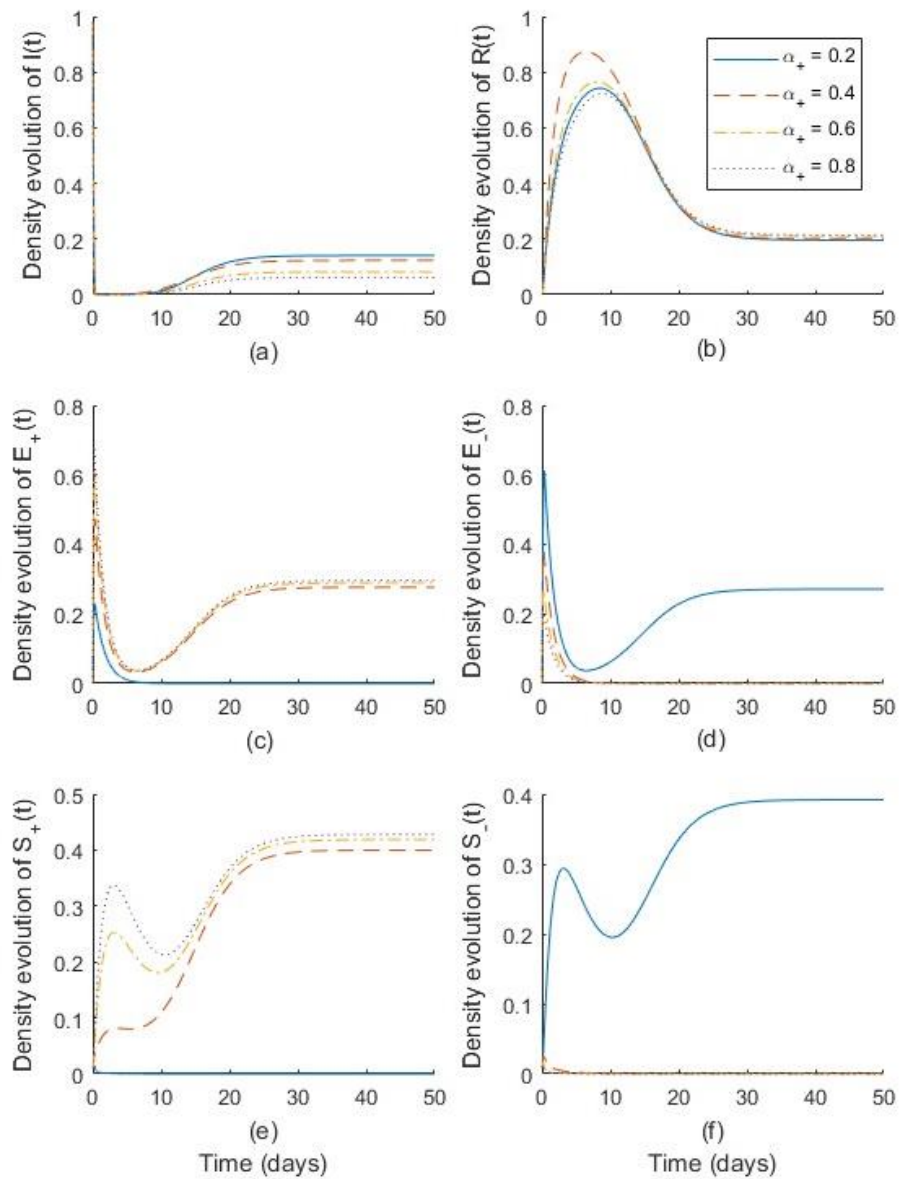 Density evolution of I(t)
1
0.8
0.6
0.4
0.2
0
0 10 20 30 40 50
(a)
Density evolution of R(t)
1
0.8
0.6
0.4
0.2
0
0 10 20 30 40 50
(b)
α₊ = 0.2
α₊ = 0.4
α₊ = 0.6
α₊ = 0.8
Density evolution of E₊(t)
0.8
0.6
0.4
0.2
0
0 10 20 30 40 50
(c)
Density evolution of E₋(t)
0.8
0.6
0.4
0.2
0
0 10 20 30 40 50
(d)
Density evolution of S₊(t)
0.5
0.4
0.3
0.2
0.1
0
0 10 20 30 40 50
(e)
Time (days)
Density evolution of S₋(t)
0.4
0.3
0.2
0.1
0
0 10 20 30 40 50
(f)
Time (days)